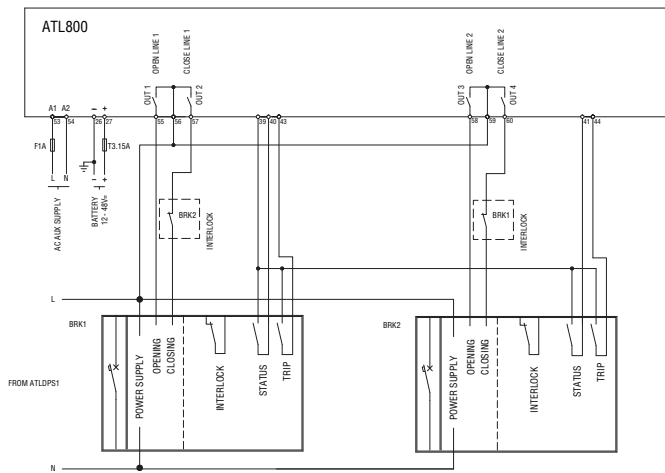 ATL800
OPEN LINE 1
CLOSE LINE 1
OPEN LINE 2
CLOSE LINE 2
OUT 1
OUT 2
OUT 3
OUT 4
A1 A2 - +
53 54 26 27 55 56 57 39 40 43 58 59 60 41 44
F1A
T3.15A
L N - +
AC AUX SUPPLY
BATTERY
12 - 48V=
BRK2
INTERLOCK
BRK1
INTERLOCK
L
BRK1
BRK2
FROM ATLDPS1
POWER SUPPLY
OPENING
CLOSING
INTERLOCK
STATUS
TRIP
POWER SUPPLY
OPENING
CLOSING
INTERLOCK
STATUS
TRIP
N